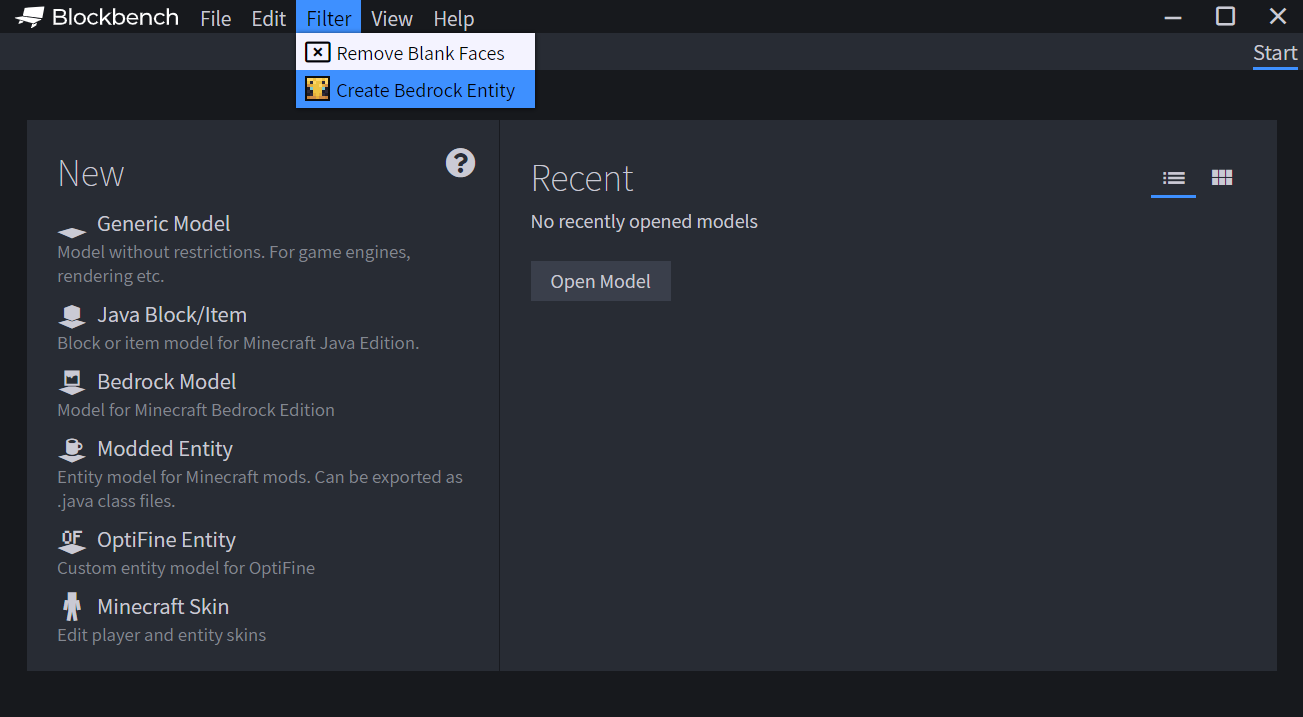 Blockbench File Edit Filter View Help
Remove Blank Faces
Create Bedrock Entity
Start
New
?
Generic Model
Model without restrictions. For game engines,
rendering etc.
Java Block/Item
Block or item model for Minecraft Java Edition.
Bedrock Model
Model for Minecraft Bedrock Edition
Modded Entity
Entity model for Minecraft mods. Can be exported as
.java class files.
OF OptiFine Entity
Custom entity model for OptiFine
Minecraft Skin
Edit player and entity skins
Recent
No recently opened models
Open Model